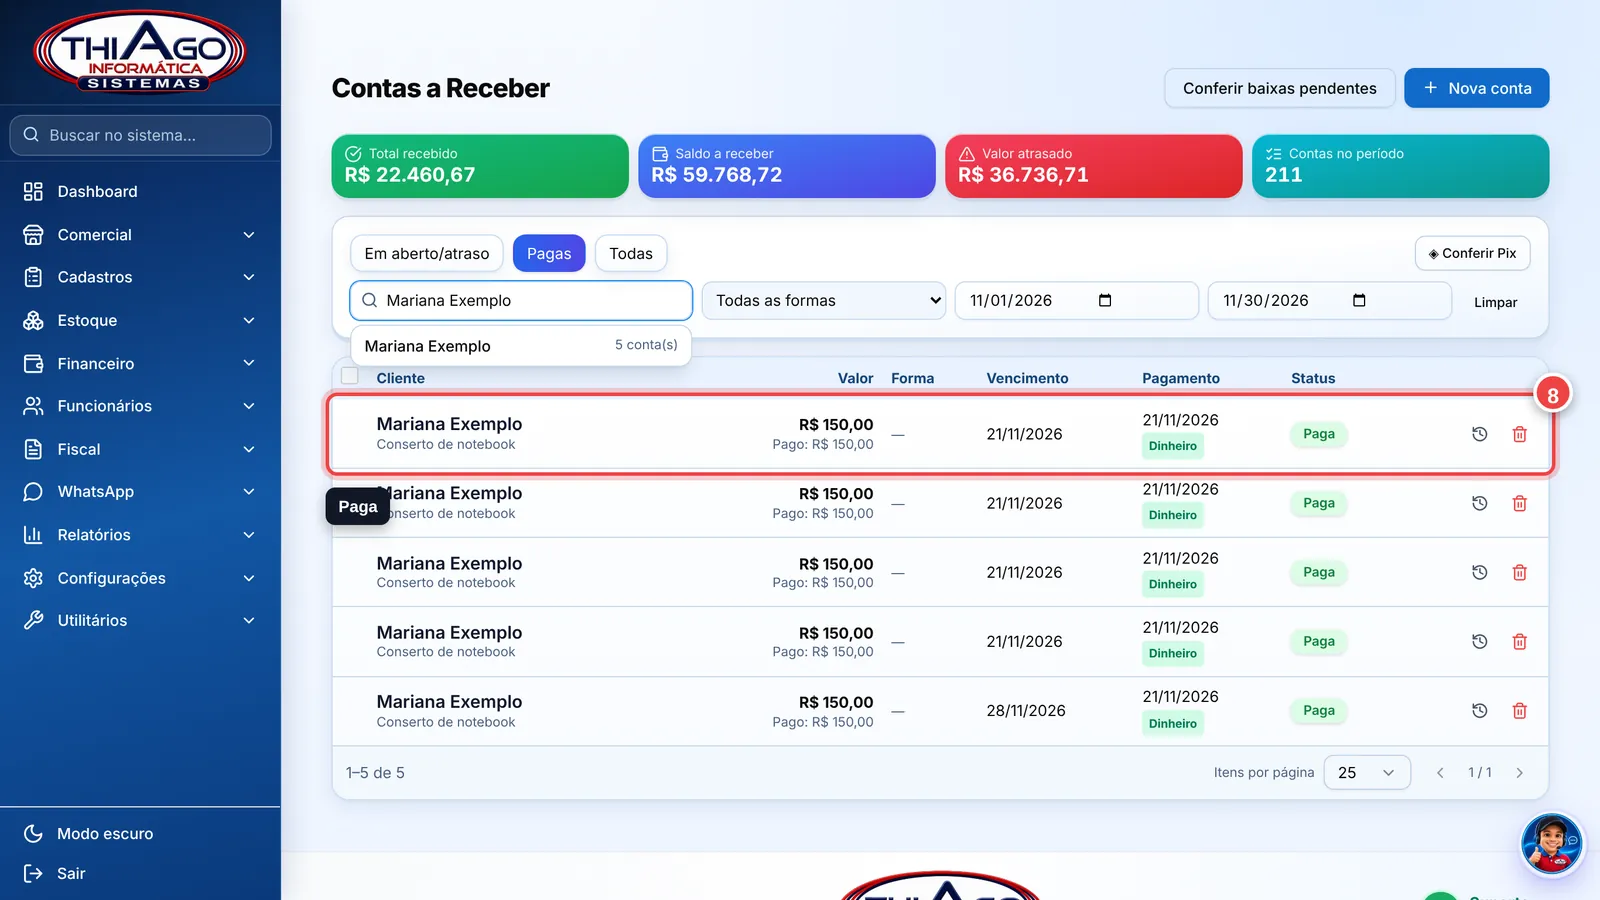 THIAGO
INFORMÁTICA
SISTEMAS
Buscar no sistema...
Dashboard
Comercial
Cadastros
Estoque
Financeiro
Funcionários
Fiscal
WhatsApp
Relatórios
Configurações
Utilitários
Modo escuro
Sair
Contas a Receber
Conferir baixas pendentes
+ Nova conta
Total recebido
R$ 22.460,67
Saldo a receber
R$ 59.768,72
Valor atrasado
R$ 36.736,71
Contas no período
211
Em aberto/atraso Pagas Todas
Conferir Pix
Mariana Exemplo
Todas as formas
11/01/2026
11/30/2026
Limpar
Mariana Exemplo 5 conta(s)
Cliente Valor Forma Vencimento Pagamento Status
8
Mariana Exemplo R$ 150,00 — 21/11/2026 21/11/2026 Paga
Conserto de notebook Pago: R$ 150,00 Dinheiro
Paga
Mariana Exemplo R$ 150,00 — 21/11/2026 21/11/2026 Paga
onserto de notebook Pago: R$ 150,00 Dinheiro
Mariana Exemplo R$ 150,00 — 21/11/2026 21/11/2026 Paga
Conserto de notebook Pago: R$ 150,00 Dinheiro
Mariana Exemplo R$ 150,00 — 21/11/2026 21/11/2026 Paga
Conserto de notebook Pago: R$ 150,00 Dinheiro
Mariana Exemplo R$ 150,00 — 28/11/2026 21/11/2026 Paga
Conserto de notebook Pago: R$ 150,00 Dinheiro
1–5 de 5
Itens por página 25 1 / 1